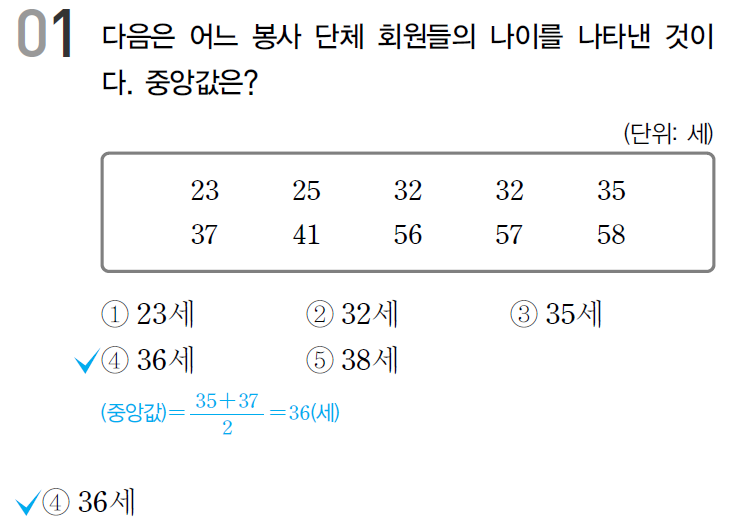 01 다음은 어느 봉사 단체 회원들의 나이를 나타낸 것이
다. 중앙값은?
(단위: 세)
23 25 32 32 35
37 41 56 57 58
① 23세 ② 32세 ③ 35세
④ 36세 ⑤ 38세
(중앙값)=\frac{35+37}{2}=36(세)
④ 36세